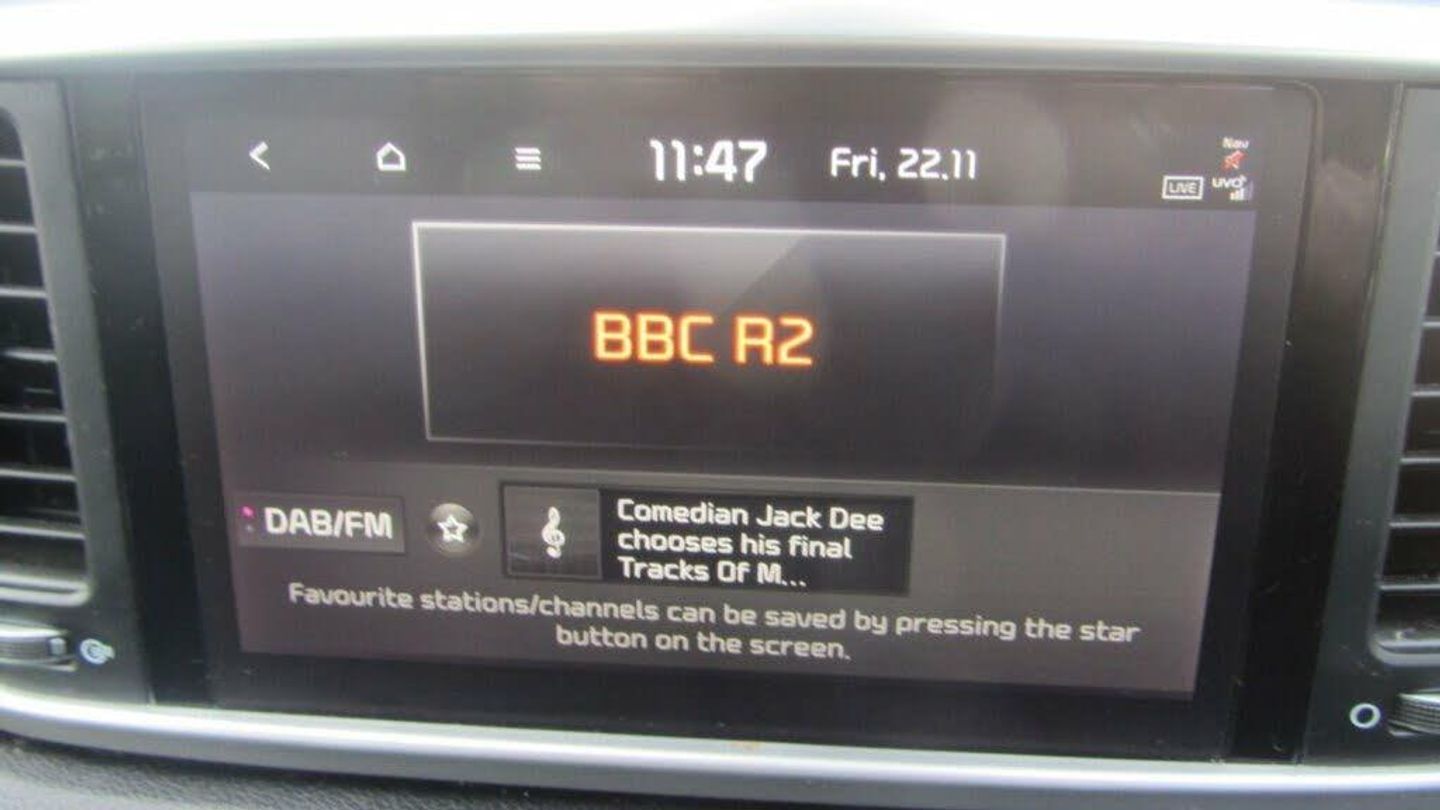 11:47 Fri, 22.11
Nav
LIVE UVO
BBC R2
DAB/FM
Comedian Jack Dee
chooses his final
Tracks Of M...
Favourite stations/channels can be saved by pressing the star
button on the screen.